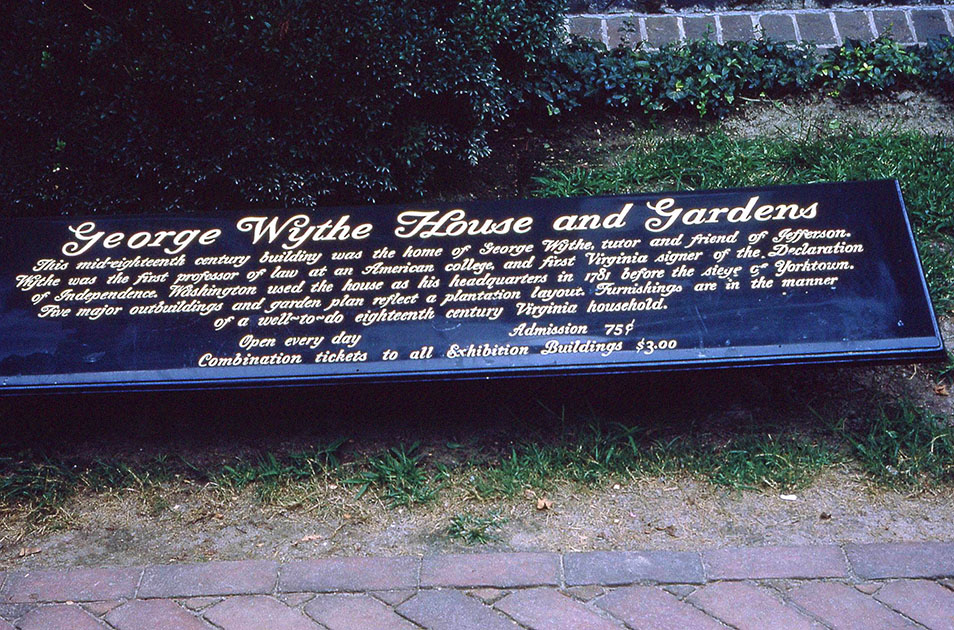 George Wythe House and Gardens
This mid-eighteenth century building was the home of George Wythe, tutor and friend of Jefferson.
Wythe was the first professor of law at an American college, and first Virginia signer of the Declaration
of Independence. Washington used the house as his headquarters in 1781 before the siege of Yorktown.
Five major outbuildings and garden plan reflect a plantation layout. Furnishings are in the manner
of a well-to-do eighteenth century Virginia household.
Open every day Admission 75¢
Combination tickets to all Exhibition Buildings $3.00